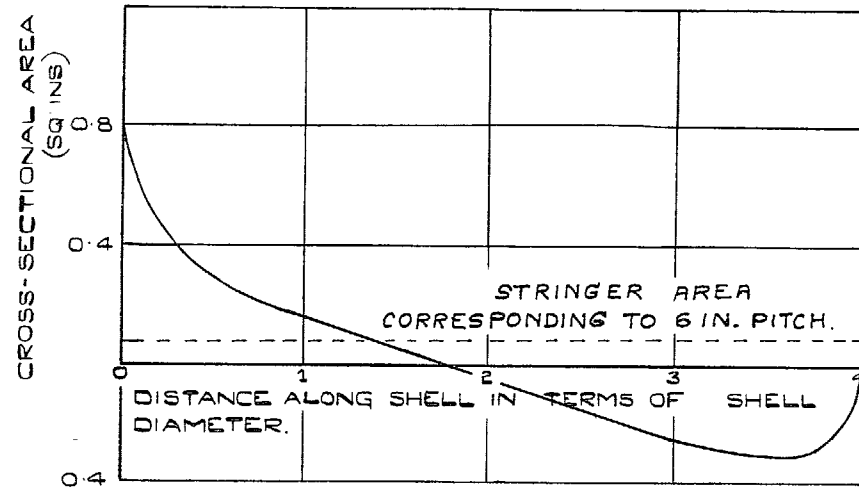 CROSS-SECTIONAL AREA
(SQ INS)
0.8
0.4
STRINGER AREA
CORRESPONDING TO 6 IN. PITCH.
0
0 1 2 3 4
DISTANCE ALONG SHELL IN TERMS OF SHELL
DIAMETER.
0.4